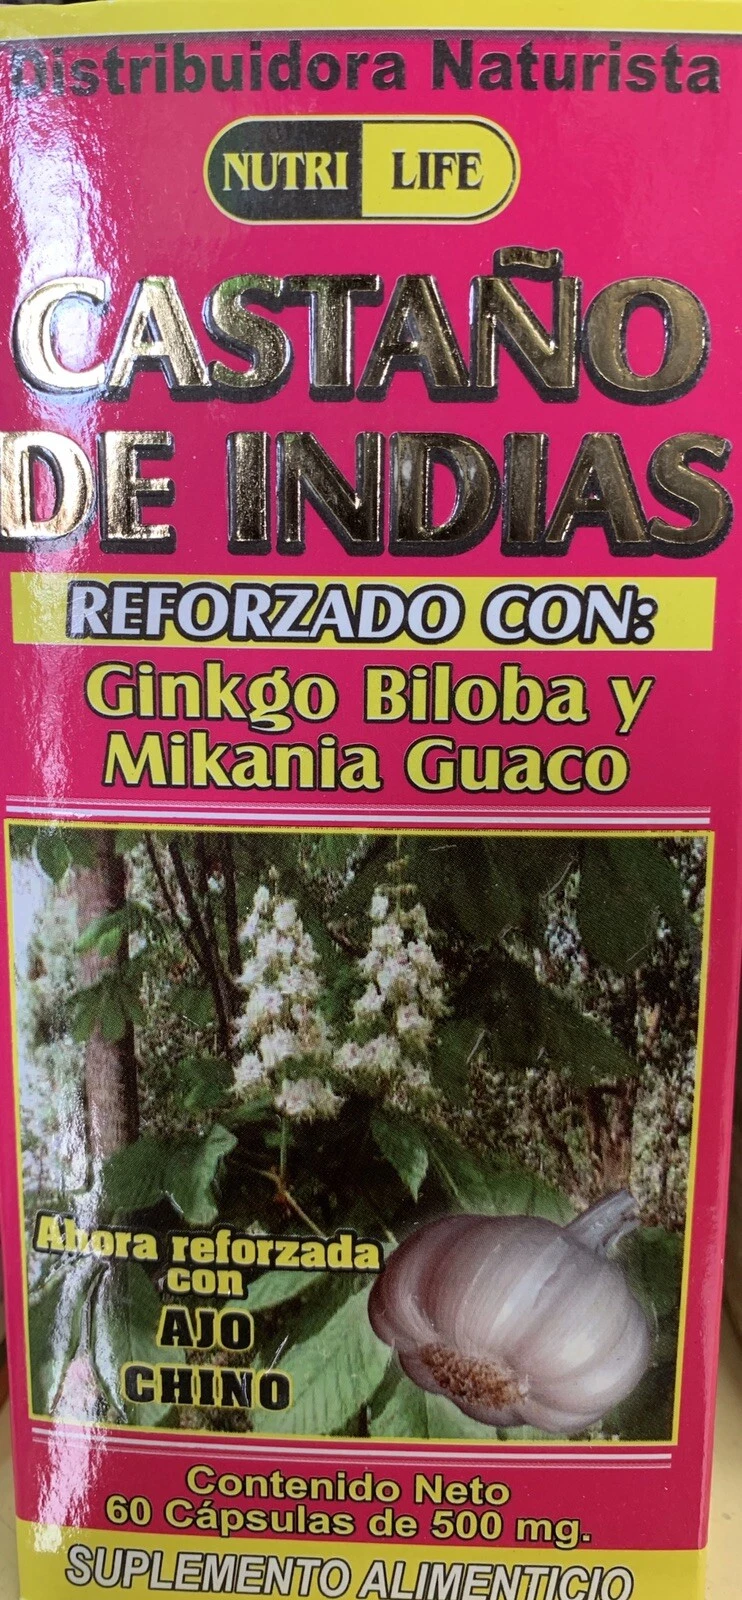 Distribuidora Naturista
NUTRI LIFE
CASTAÑO
DE INDIAS
REFORZADO CON:
Ginkgo Biloba y
Mikania Guaco
Ahora reforzada
con
AJO
CHINO
Contenido Neto
60 Cápsulas de 500 mg.
SUPLEMENTO ALIMENTICIO